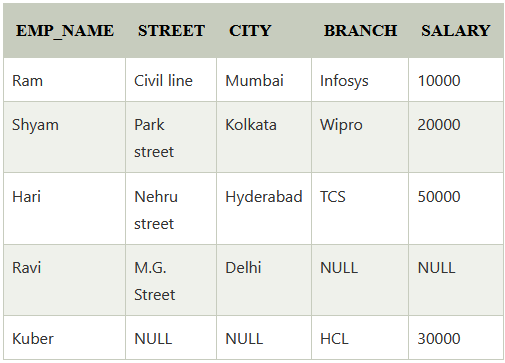 EMP_NAME STREET CITY BRANCH SALARY
Ram Civil line Mumbai Infosys 10000
Shyam Park street Kolkata Wipro 20000
Hari Nehru street Hyderabad TCS 50000
Ravi M.G. Street Delhi NULL NULL
Kuber NULL NULL HCL 30000